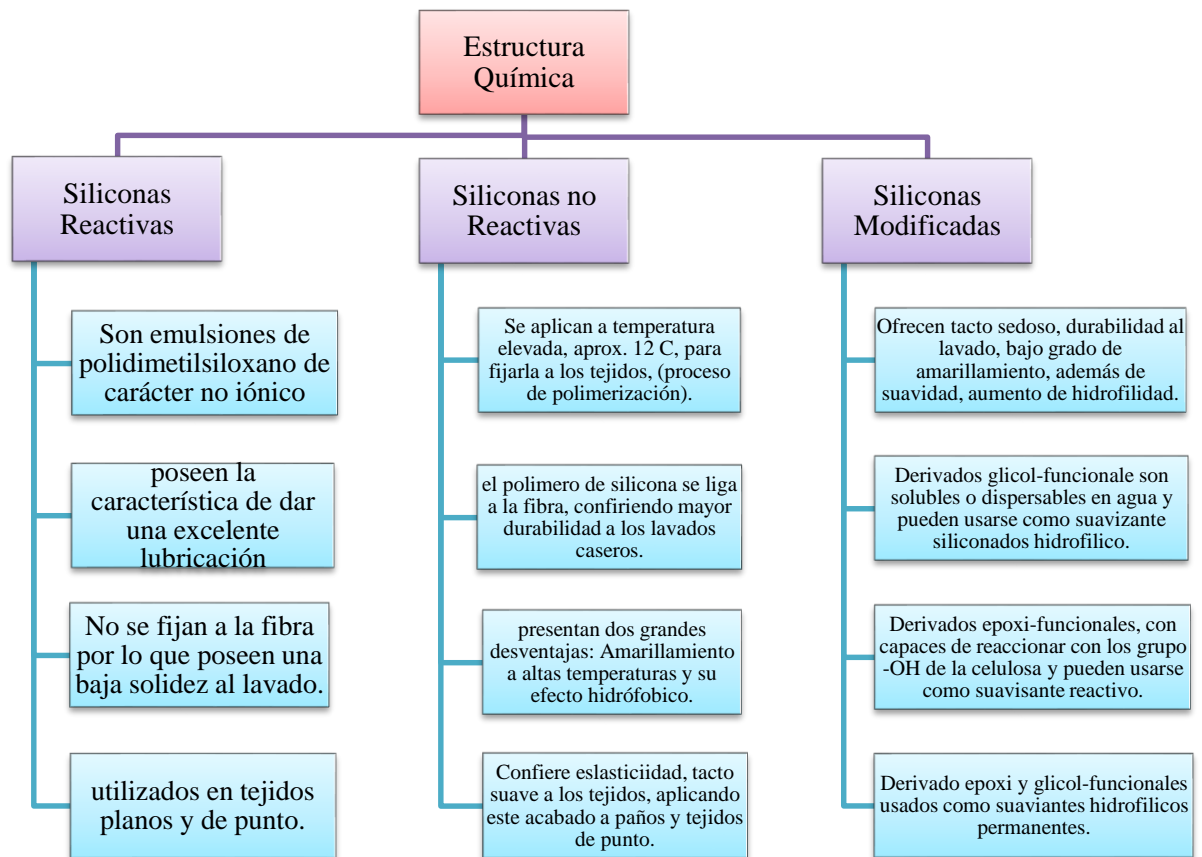 Estructura
Química
Siliconas
Reactivas
Son emulsiones de
polidimetilsiloxano de
carácter no iónico
poseen la
característica de dar
una excelente
lubricación
No se fijan a la fibra
por lo que poseen una
baja solidez al lavado.
utilizados en tejidos
planos y de punto.
Siliconas no
Reactivas
Se aplican a temperatura
elevada, aprox. 12 C, para
fijarla a los tejidos, (proceso
de polimerización).
el polimero de silicona se liga
a la fibra, confiriendo mayor
durabilidad a los lavados
caseros.
presentan dos grandes
desventajas: Amarillamiento
a altas temperaturas y su
efecto hidrófobico.
Confiere eslasticiidad, tacto
suave a los tejidos, aplicando
este acabado a paños y tejidos
de punto.
Siliconas
Modificadas
Ofrecen tacto sedoso, durabilidad al
lavado, bajo grado de
amarillamiento, además de
suavidad, aumento de hidrofilidad.
Derivados glicol-funcionale son
solubles o dispersables en agua y
pueden usarse como suavizante
siliconados hidrofilico.
Derivados epoxi-funcionales, con
capaces de reaccionar con los grupo
-OH de la celulosa y pueden usarse
como suavisante reactivo.
Derivado epoxi y glicol-funcionales
usados como suaviantes hidrofilicos
permanentes.